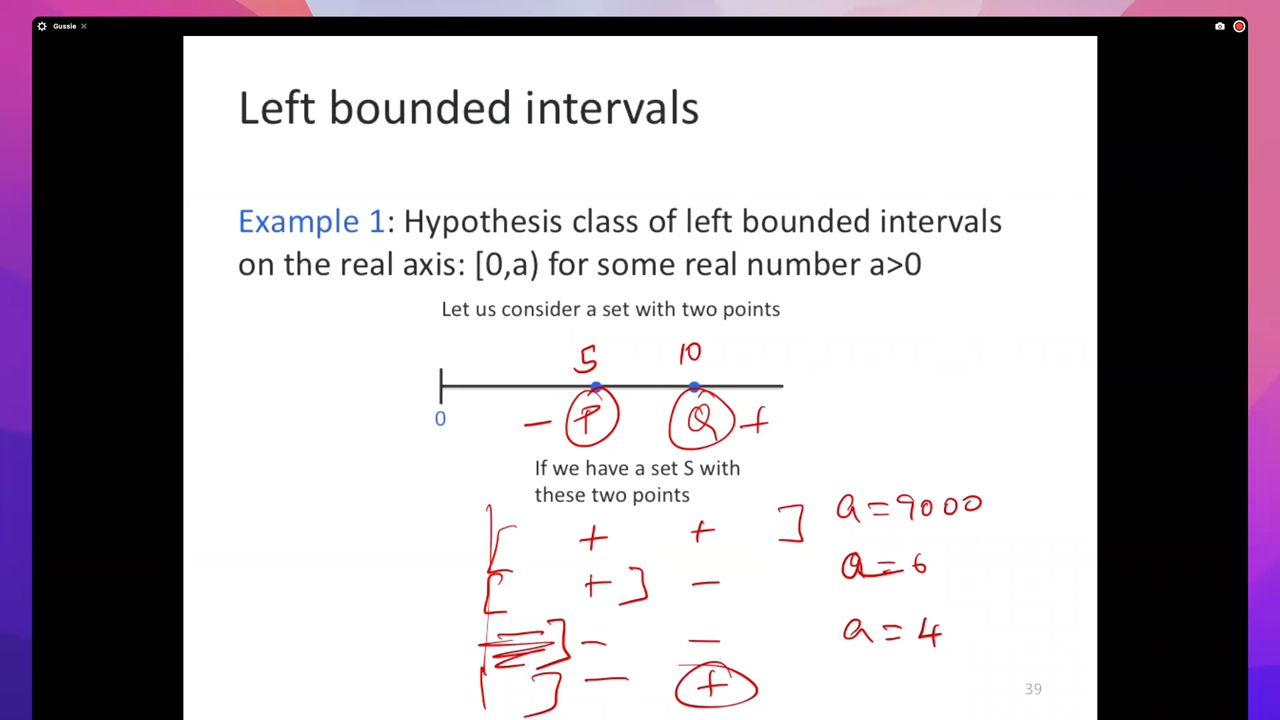 Gussie
Left bounded intervals
Example 1: Hypothesis class of left bounded intervals
on the real axis: [0,a) for some real number a>0
Let us consider a set with two points
5 10
0 − P Q +
If we have a set S with
these two points
[ + + ] a=9000
[ + ] − a=6
] − − a=4
[ ] − +
39